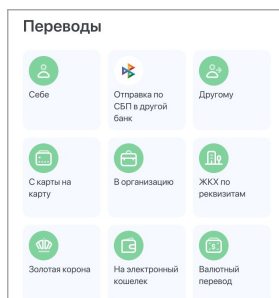 Переводы
Себе
Отправка по
СБП в другой
банк
Другому
С карты на
карту
В организацию
ЖКХ по
реквизитам
Золотая корона
На электронный
кошелек
Валютный
перевод